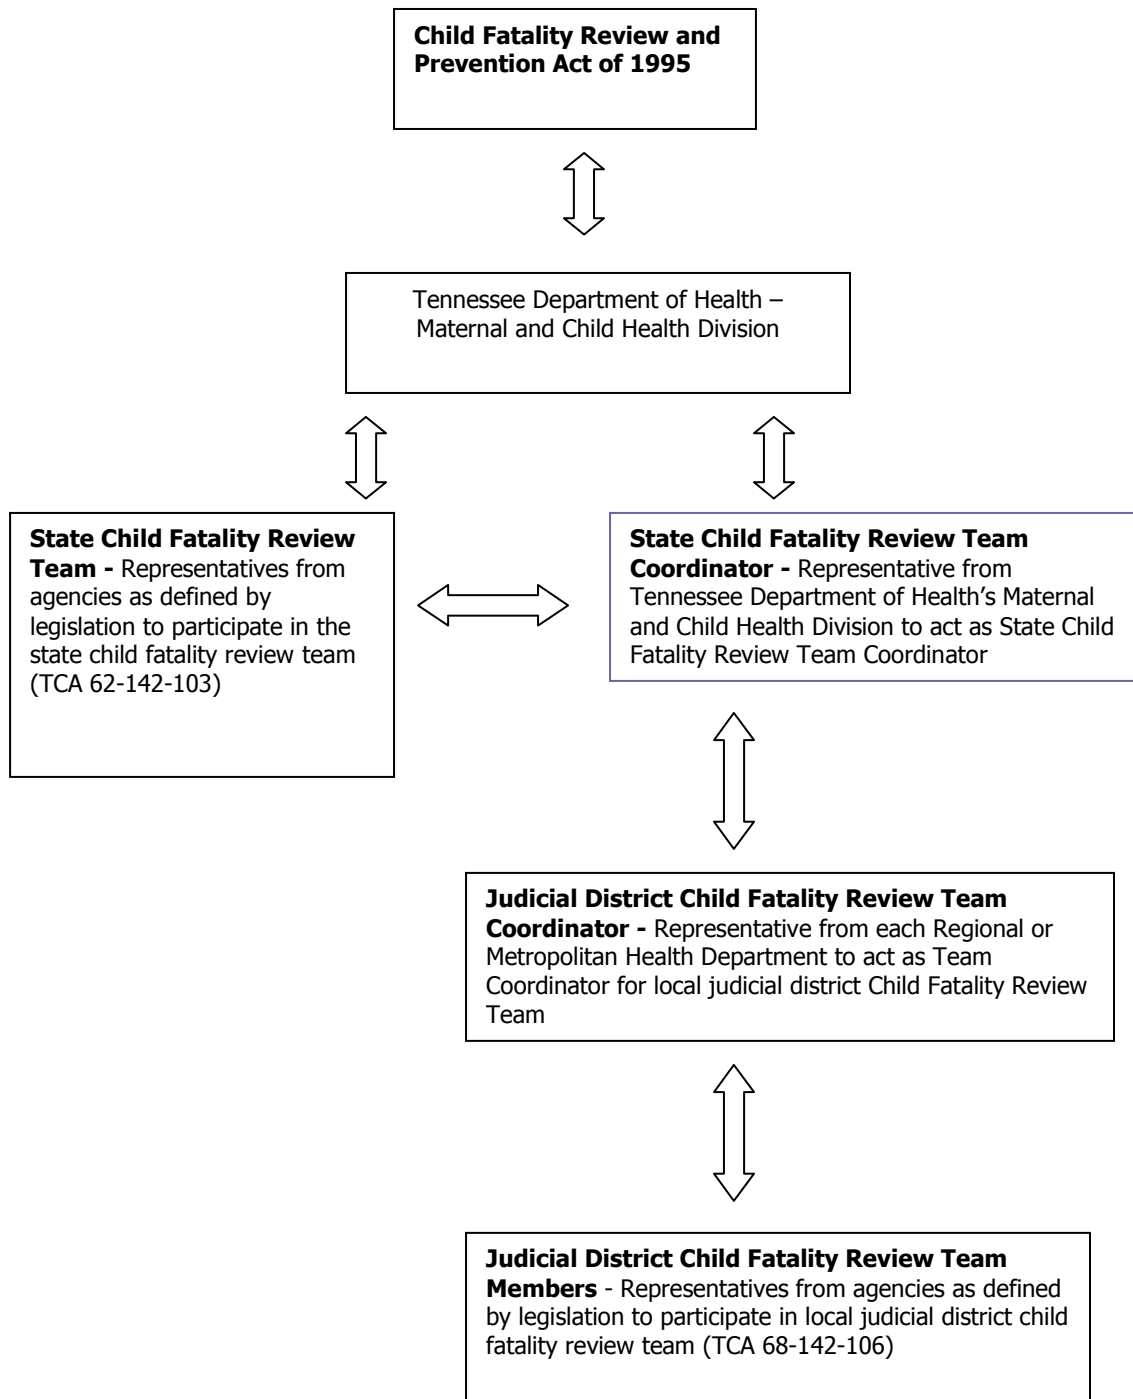 Child Fatality Review and
Prevention Act of 1995
Tennessee Department of Health –
Maternal and Child Health Division
State Child Fatality Review
Team - Representatives from
agencies as defined by
legislation to participate in the
state child fatality review team
(TCA 62-142-103)
State Child Fatality Review Team
Coordinator - Representative from
Tennessee Department of Health’s Maternal
and Child Health Division to act as State Child
Fatality Review Team Coordinator
Judicial District Child Fatality Review Team
Coordinator - Representative from each Regional or
Metropolitan Health Department to act as Team
Coordinator for local judicial district Child Fatality Review
Team
Judicial District Child Fatality Review Team
Members - Representatives from agencies as defined
by legislation to participate in local judicial district child
fatality review team (TCA 68-142-106)